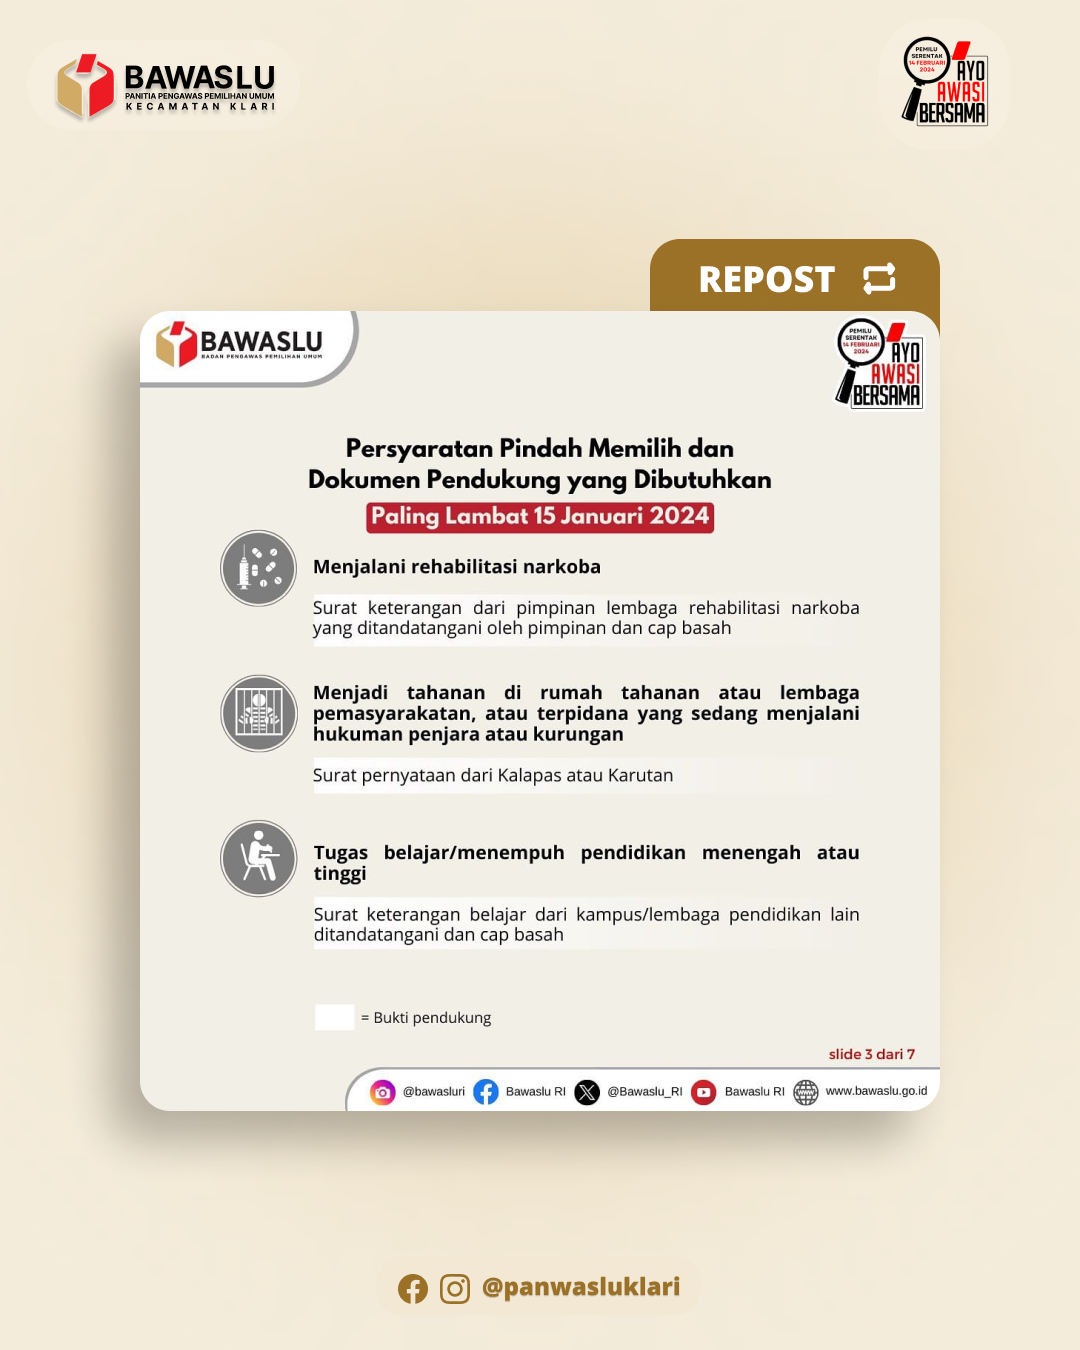 BAWASLU
PANITIA PENGAWAS PEMILIHAN UMUM
KECAMATAN KLARI
PEMILU
SERENTAK
14 FEBRUARI
2024
AYO
AWASI
BERSAMA
REPOST
BAWASLU
BADAN PENGAWAS PEMILIHAN UMUM
PEMILU
SERENTAK
14 FEBRUARI
2024
AYO
AWASI
BERSAMA
Persyaratan Pindah Memilih dan
Dokumen Pendukung yang Dibutuhkan
Paling Lambat 15 Januari 2024
Menjalani rehabilitasi narkoba
Surat keterangan dari pimpinan lembaga rehabilitasi narkoba
yang ditandatangani oleh pimpinan dan cap basah
Menjadi tahanan di rumah tahanan atau lembaga
pemasyarakatan, atau terpidana yang sedang menjalani
hukuman penjara atau kurungan
Surat pernyataan dari Kalapas atau Karutan
Tugas belajar/menempuh pendidikan menengah atau
tinggi
Surat keterangan belajar dari kampus/lembaga pendidikan lain
ditandatangani dan cap basah
= Bukti pendukung
slide 3 dari 7
@bawasluri Bawaslu RI @Bawaslu_RI Bawaslu RI www.bawaslu.go.id
@panwasluklari